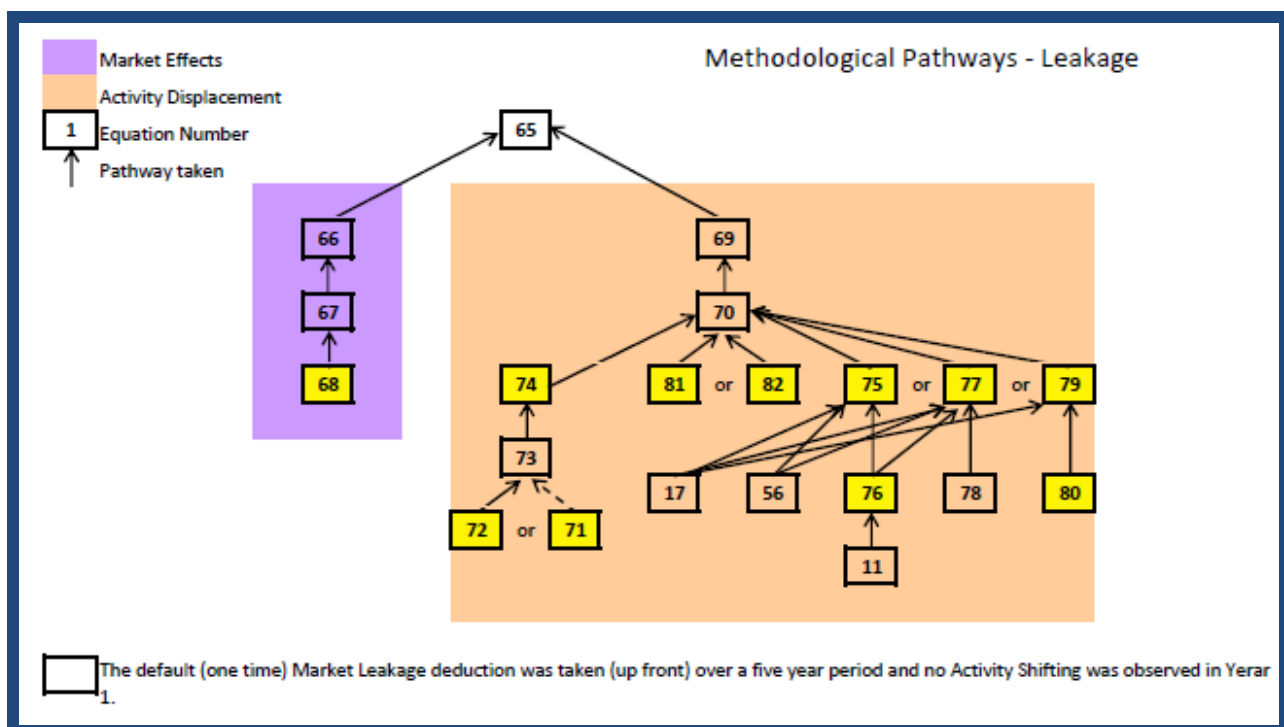 Market Effects
Methodological Pathways - Leakage
Activity Displacement
1 Equation Number
65
Pathway taken
66
69
67
70
68
74
81 or 82
75 or 77 or 79
73
17
56
76
78
80
72 or 71
11
The default (one time) Market Leakage deduction was taken (up front) over a five year period and no Activity Shifting was observed in Yerar
1.